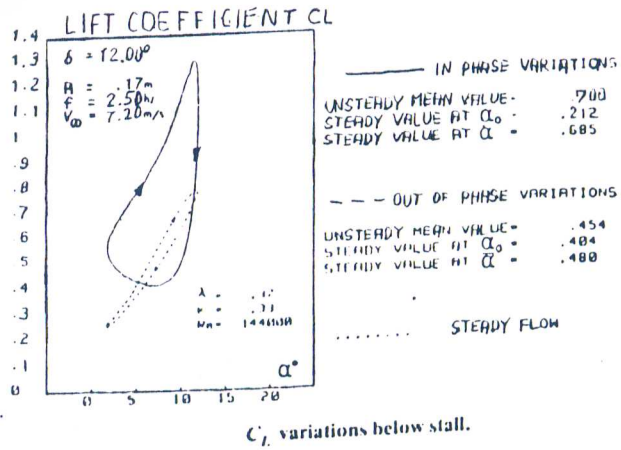 LIFT COEFFICIENT CL
1.4
1.3
1.2
1.1
1
.9
.8
.7
.6
.5
.4
.3
.2
.1
0
δ = 12.00°
A = .17m
f = 2.50hz
V∞ = 7.20m/s
λ =
α°
0 5 10 15 20
IN PHASE VARIATIONS
UNSTEADY MEAN VALUE= .700
STEADY VALUE AT α₀ = .212
STEADY VALUE AT ᾱ = .685
--- OUT OF PHASE VARIATIONS
UNSTEADY MEAN VALUE= .454
STEADY VALUE AT α₀ = .404
STEADY VALUE AT ᾱ = .480
........ STEADY FLOW
C_L variations below stall.